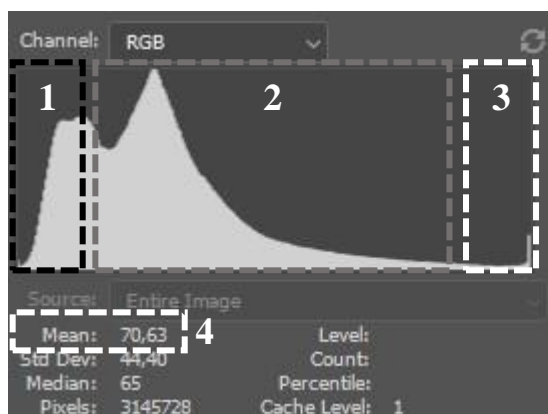 Channel: RGB
1 2 3
Source: Entire Image
Mean: 70,63 4 Level:
Std Dev: 44,40 Count:
Median: 65 Percentile:
Pixels: 3145728 Cache Level: 1